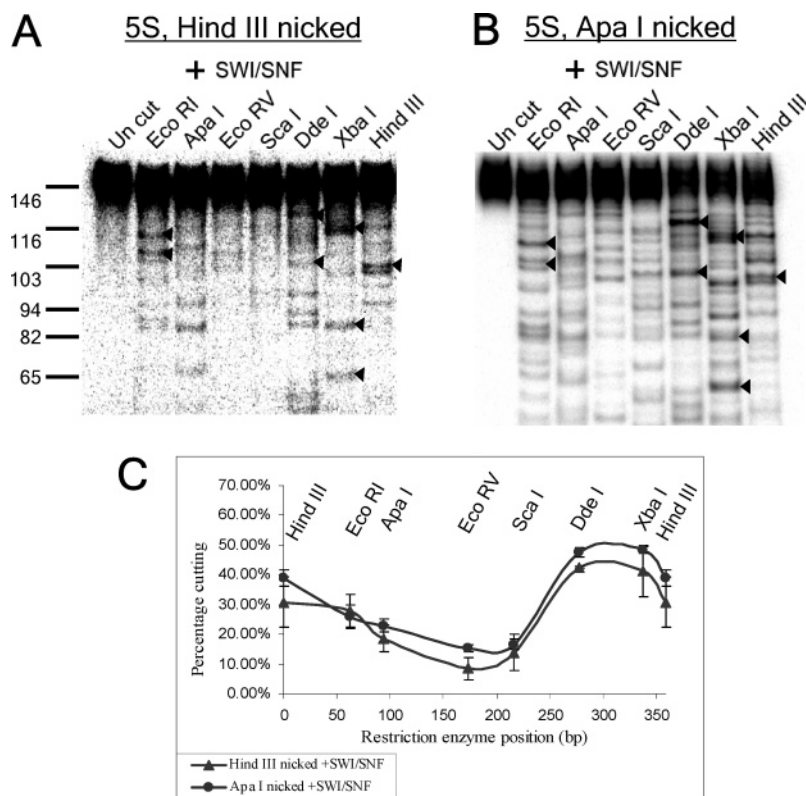 A
5S, Hind III nicked
+ SWI/SNF
Un cut
Eco RI
Apa I
Eco RV
Sca I
Dde I
Xba I
Hind III
146
116
103
94
82
65
B
5S, Apa I nicked
+ SWI/SNF
Un cut
Eco RI
Apa I
Eco RV
Sca I
Dde I
Xba I
Hind III
C
Hind III
Eco RI
Apa I
Eco RV
Sca I
Dde I
Xba I
Hind III
Percentage cutting
70.00%
60.00%
50.00%
40.00%
30.00%
20.00%
10.00%
0.00%
0 50 100 150 200 250 300 350
Restriction enzyme position (bp)
Hind III nicked +SWI/SNF
Apa I nicked +SWI/SNF